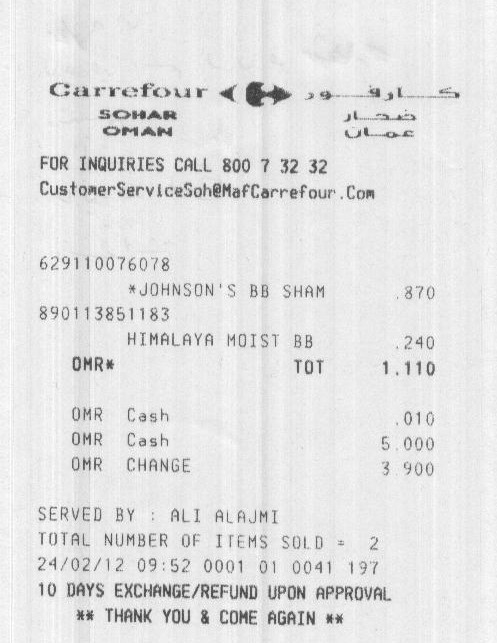 Carrefour كارفور
SOHAR صحار
OMAN عمان
FOR INQUIRIES CALL 800 7 32 32
CustomerServiceSoh@MafCarrefour.Com
629110076078
*JOHNSON'S BB SHAM .870
890113851183
HIMALAYA MOIST BB .240
OMR* TOT 1.110
OMR Cash .010
OMR Cash 5.000
OMR CHANGE 3.900
SERVED BY : ALI ALAJMI
TOTAL NUMBER OF ITEMS SOLD = 2
24/02/12 09:52 0001 01 0041 197
10 DAYS EXCHANGE/REFUND UPON APPROVAL
** THANK YOU & COME AGAIN **